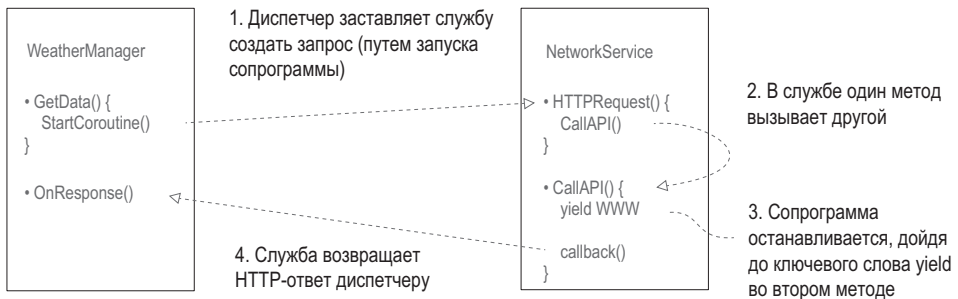 1. Диспетчер заставляет службу
создать запрос (путем запуска
сопрограммы)
WeatherManager
• GetData() {
StartCoroutine()
}
• OnResponse()
NetworkService
• HTTPRequest() {
CallAPI()
}
• CallAPI() {
yield WWW
callback()
}
2. В службе один метод
вызывает другой
3. Сопрограмма
останавливается, дойдя
до ключевого слова yield
во втором методе
4. Служба возвращает
HTTP-ответ диспетчеру